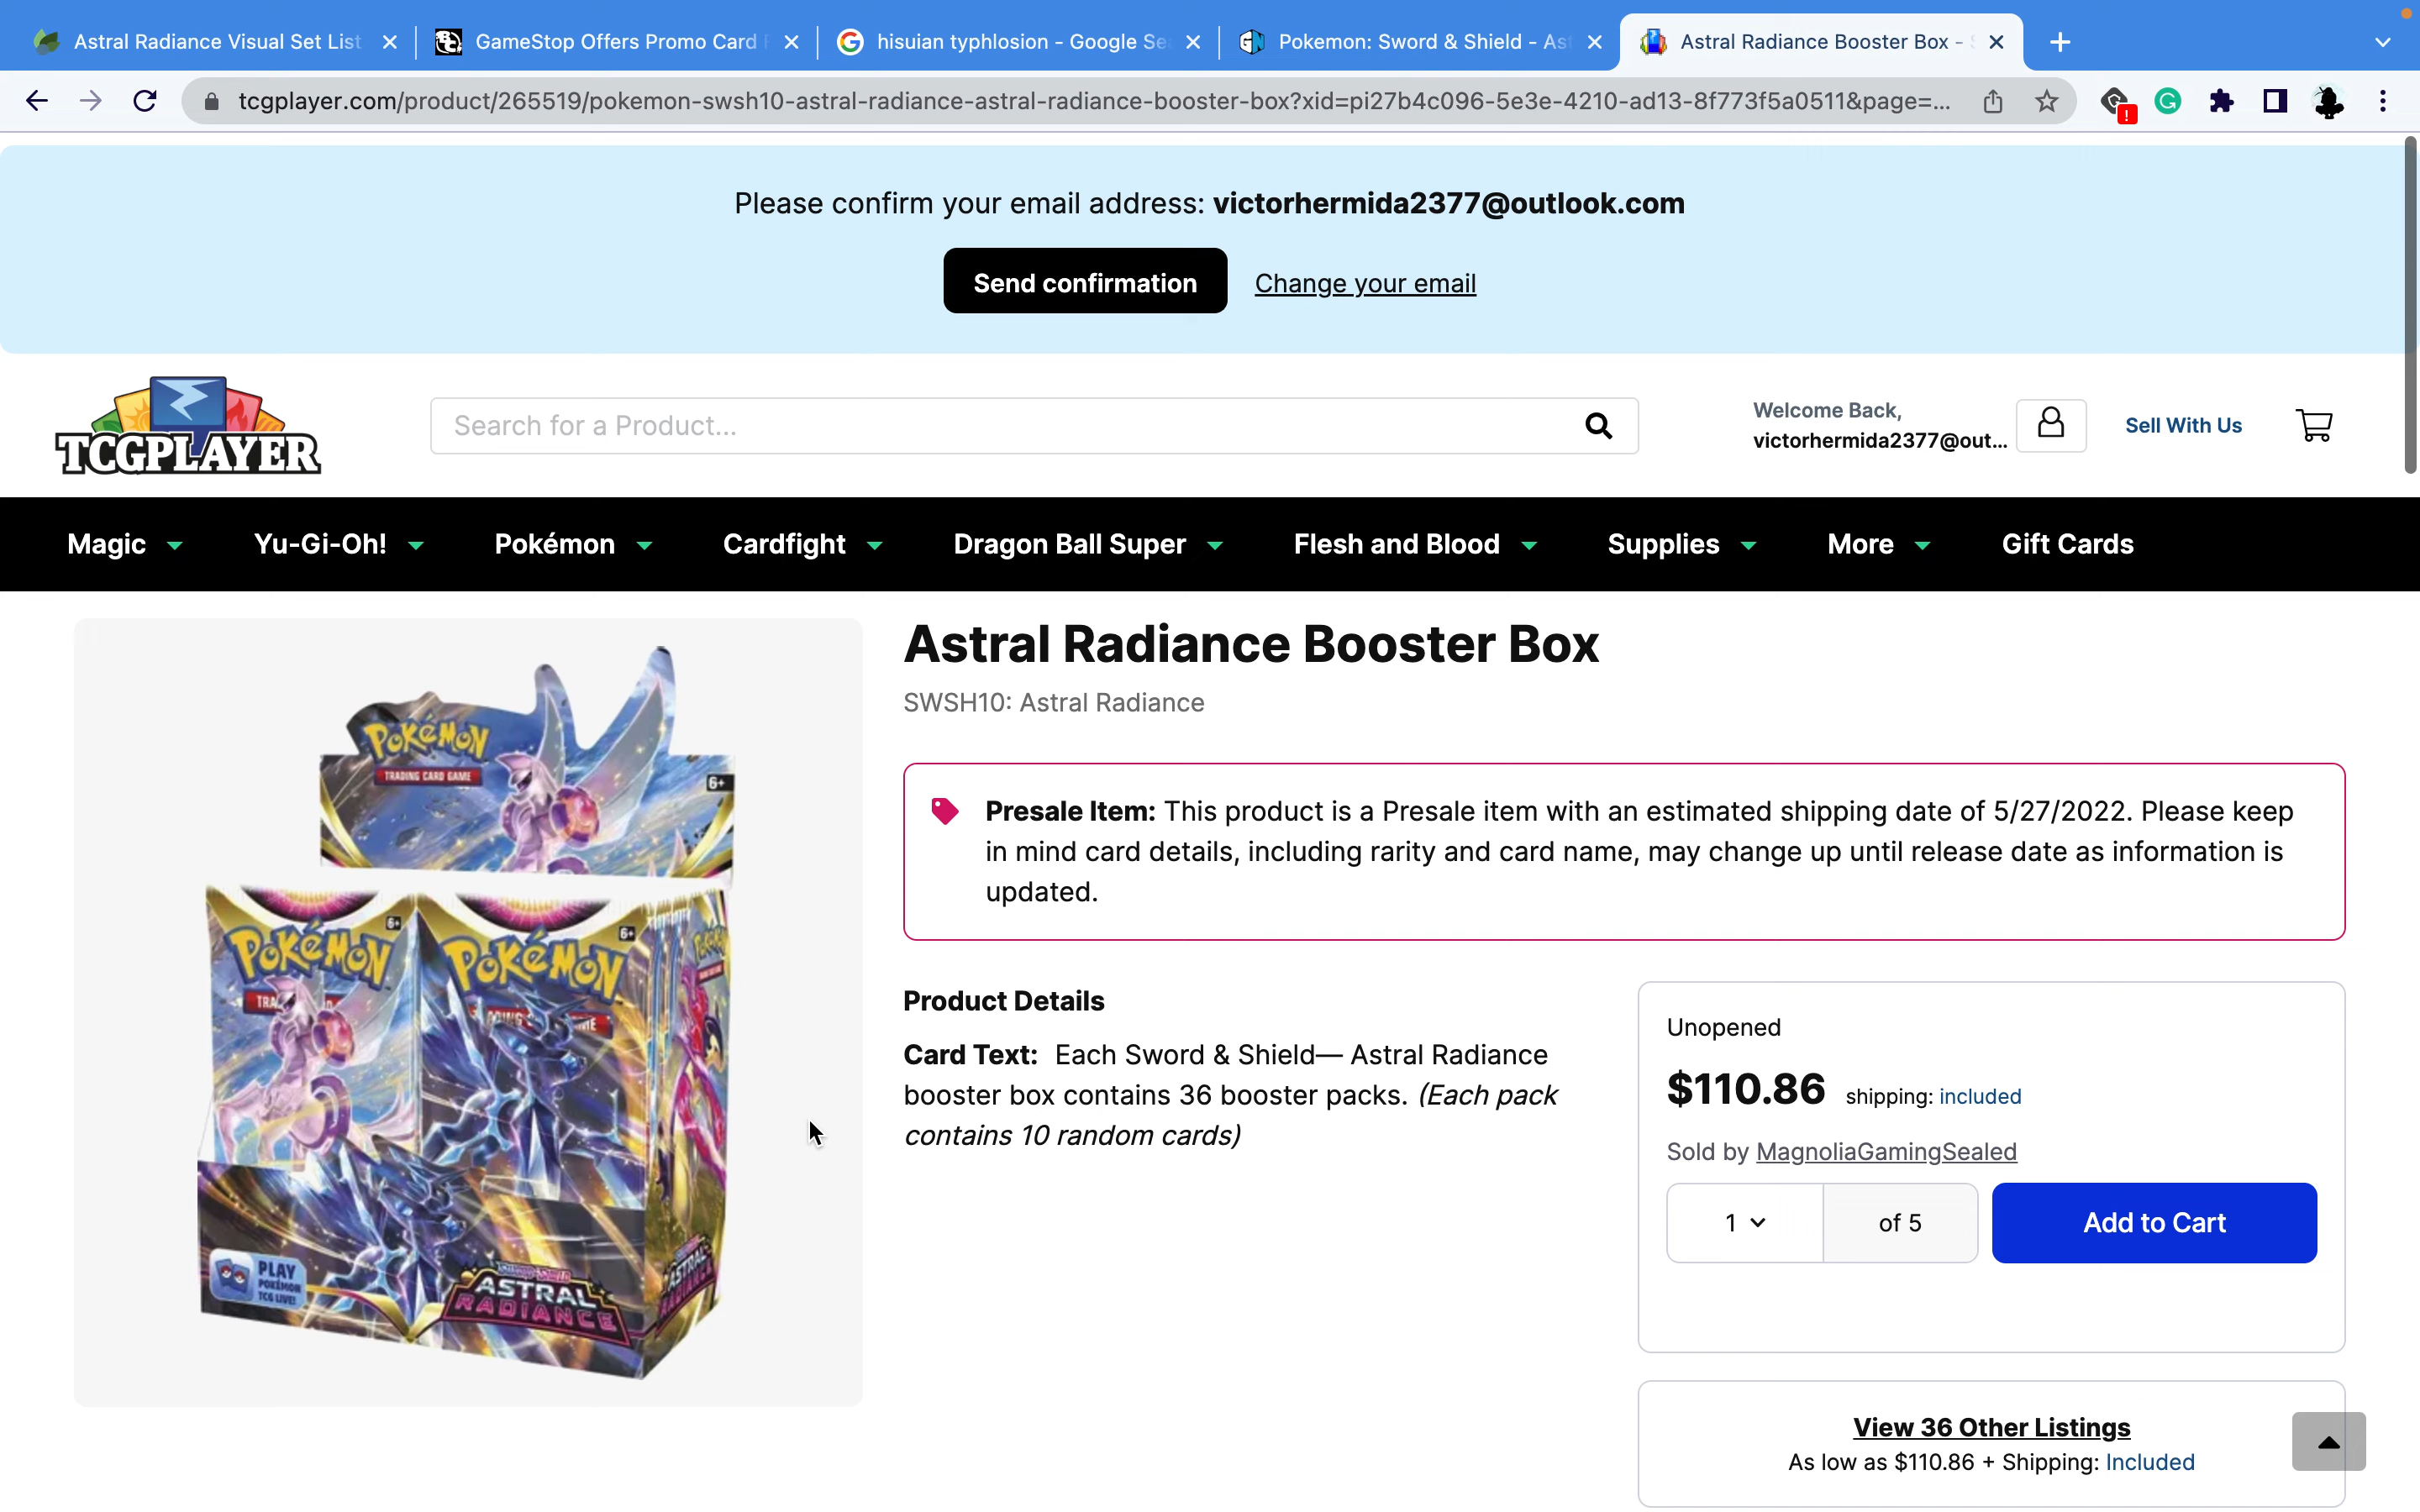 Astral Radiance Visual Set List
GameStop Offers Promo Card
hisuian typhlosion - Google Se
Pokemon: Sword & Shield - As
Astral Radiance Booster Box -
tcgplayer.com/product/265519/pokemon-swsh10-astral-radiance-astral-radiance-booster-box?xid=pi27b4c096-5e3e-4210-ad13-8f773f5a0511&page=...
Please confirm your email address: victorhermida2377@outlook.com
Send confirmation
Change your email
TCGPLAYER
Search for a Product...
Welcome Back,
victorhermida2377@out...
Sell With Us
Magic
Yu-Gi-Oh!
Pokémon
Cardfight
Dragon Ball Super
Flesh and Blood
Supplies
More
Gift Cards
Astral Radiance Booster Box
SWSH10: Astral Radiance
POKéMON
TRADING CARD GAME
6+
Presale Item: This product is a Presale item with an estimated shipping date of 5/27/2022. Please keep
in mind card details, including rarity and card name, may change up until release date as information is
updated.
POKéMON
6+
POKéMON
6+
PLAY
POKÉMON
TCG LIVE!
ASTRAL
RADIANCE
ASTRAL
RADIANCE
Product Details
Card Text: Each Sword & Shield— Astral Radiance
booster box contains 36 booster packs. (Each pack
contains 10 random cards)
Unopened
$110.86 shipping: included
Sold by MagnoliaGamingSealed
1
of 5
Add to Cart
View 36 Other Listings
As low as $110.86 + Shipping: Included